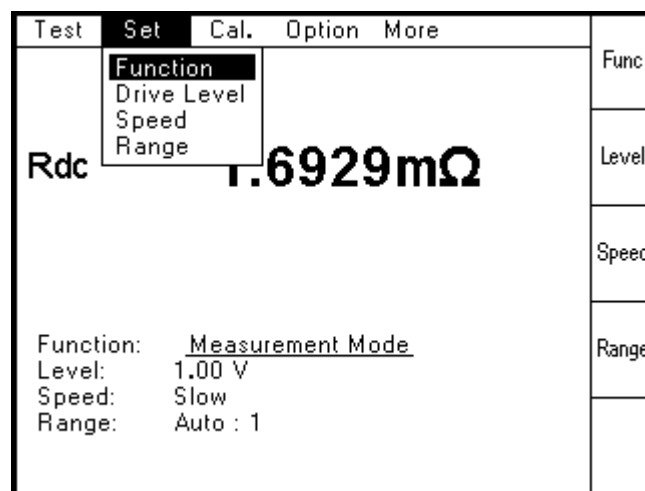 Test Set Cal. Option More
Function
Drive Level
Speed
Range
Rdc 1.6929mΩ
Function: Measurement Mode
Level: 1.00 V
Speed: Slow
Range: Auto : 1
Func
Level
Speed
Range